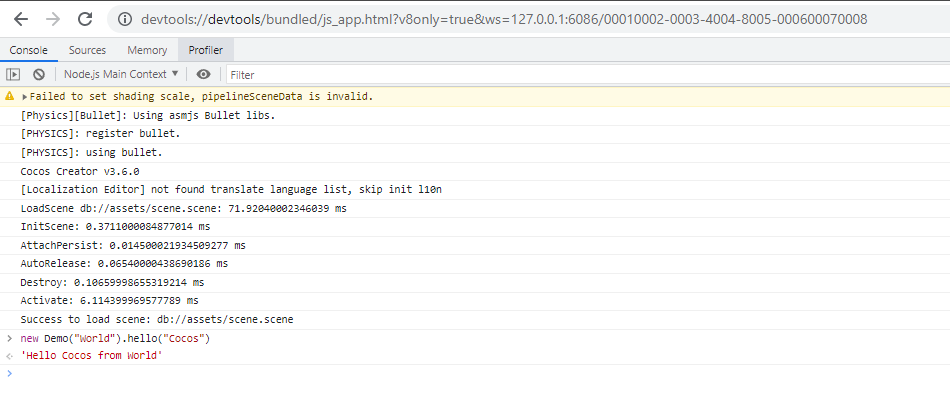 devtools://devtools/bundled/js_app.html?v8only=true&ws=127.0.0.1:6086/00010002-0003-4004-8005-000600070008
Console Sources Memory Profiler
Node.js Main Context Filter
Failed to set shading scale, pipelineSceneData is invalid.
[Physics][Bullet]: Using asmjs Bullet libs.
[PHYSICS]: register bullet.
[PHYSICS]: using bullet.
Cocos Creator v3.6.0
[Localization Editor] not found translate language list, skip init l10n
LoadScene db://assets/scene.scene: 71.92040002346039 ms
InitScene: 0.3711000084877014 ms
AttachPersist: 0.014500021934509277 ms
AutoRelease: 0.06540000438690186 ms
Destroy: 0.10659998655319214 ms
Activate: 6.114399969577789 ms
Success to load scene: db://assets/scene.scene
new Demo("World").hello("Cocos")
'Hello Cocos from World'